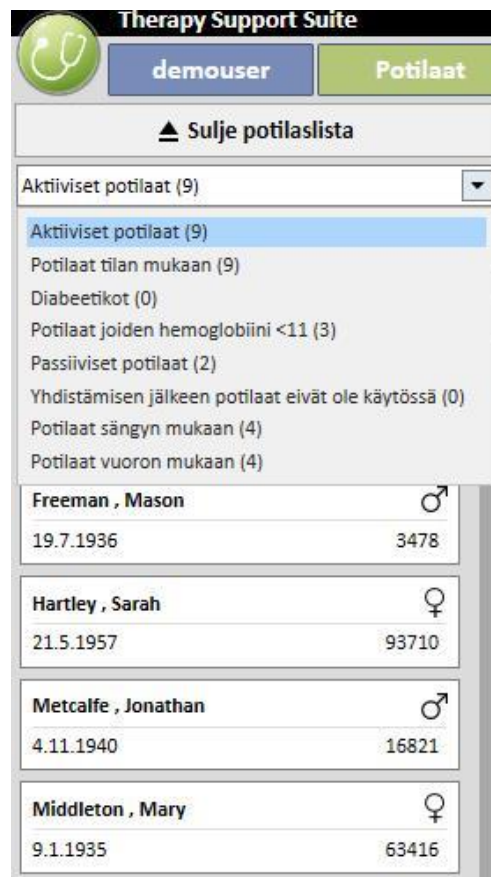 Therapy Support Suite
demouser Potilaat
Sulje potilaslista
Aktiiviset potilaat (9)
Aktiiviset potilaat (9)
Potilaat tilan mukaan (9)
Diabeetikot (0)
Potilaat joiden hemoglobiini <11 (3)
Passiiviset potilaat (2)
Yhdistämisen jälkeen potilaat eivät ole käytössä (0)
Potilaat sängyn mukaan (4)
Potilaat vuoron mukaan (4)
Freeman , Mason
19.7.1936 3478
Hartley , Sarah
21.5.1957 93710
Metcalfe , Jonathan
4.11.1940 16821
Middleton , Mary
9.1.1935 63416